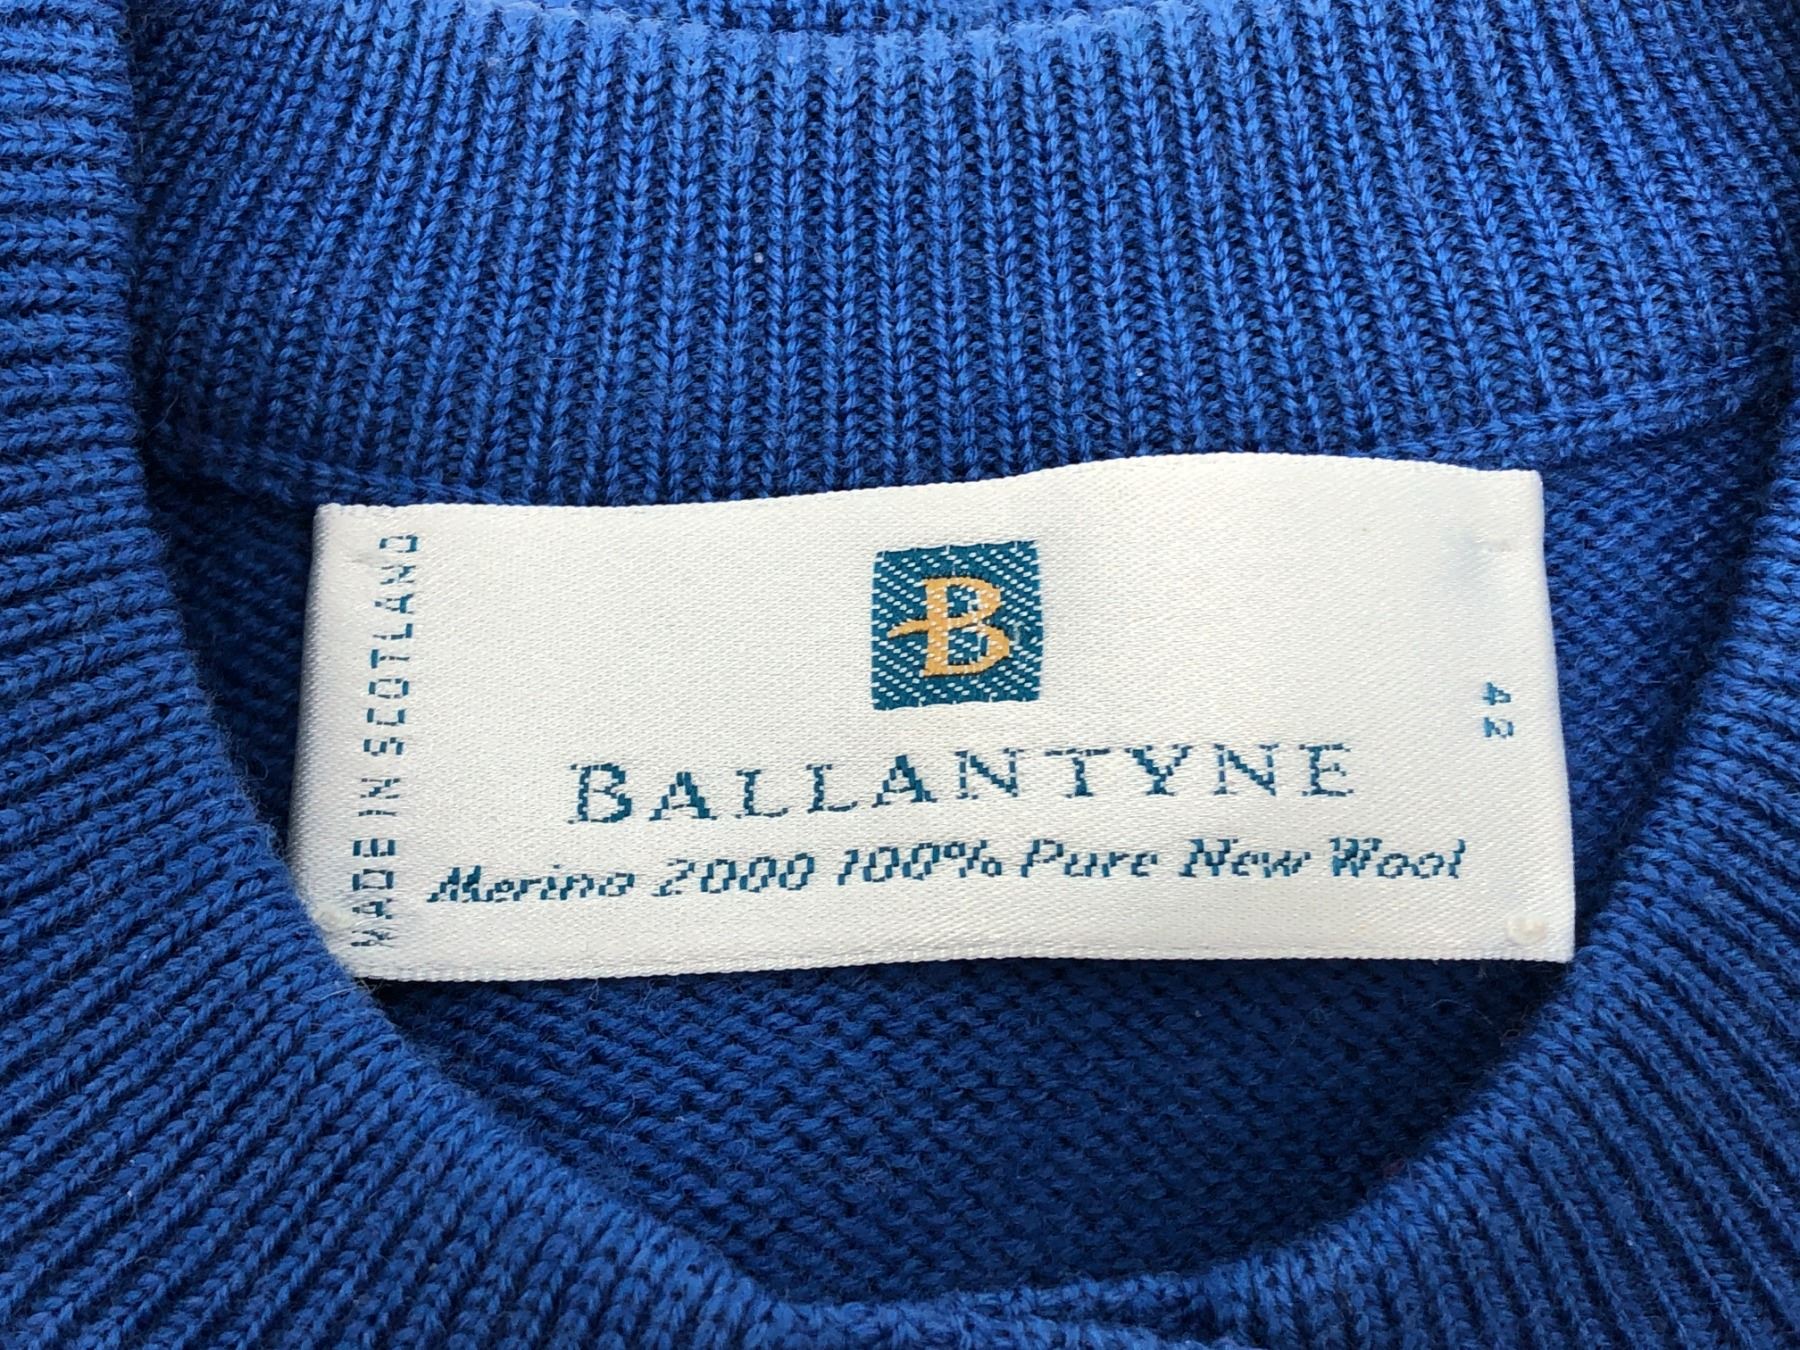 MADE IN SCOTLAND
B
BALLANTYNE
Merino 2000 100% Pure New Wool
42